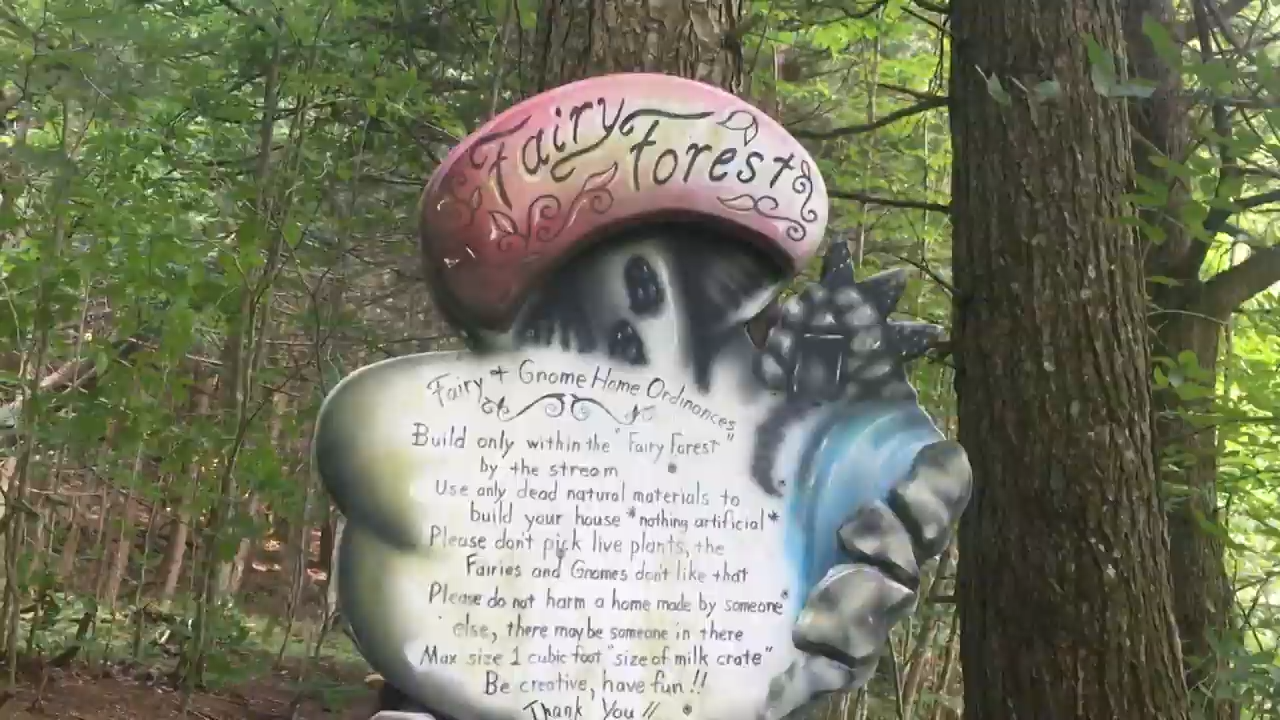 Fairy Forest
Fairy + Gnome Home Ordinances
Build only within the "Fairy Forest"
by the stream
Use only dead natural materials to
build your house *nothing artificial*
Please don't pick live plants, the
Fairies and Gnomes don't like that
Please do not harm a home made by someone
else, there may be someone in there
Max size 1 cubic foot "size of milk crate"
Be creative, have fun!!
Thank You!!